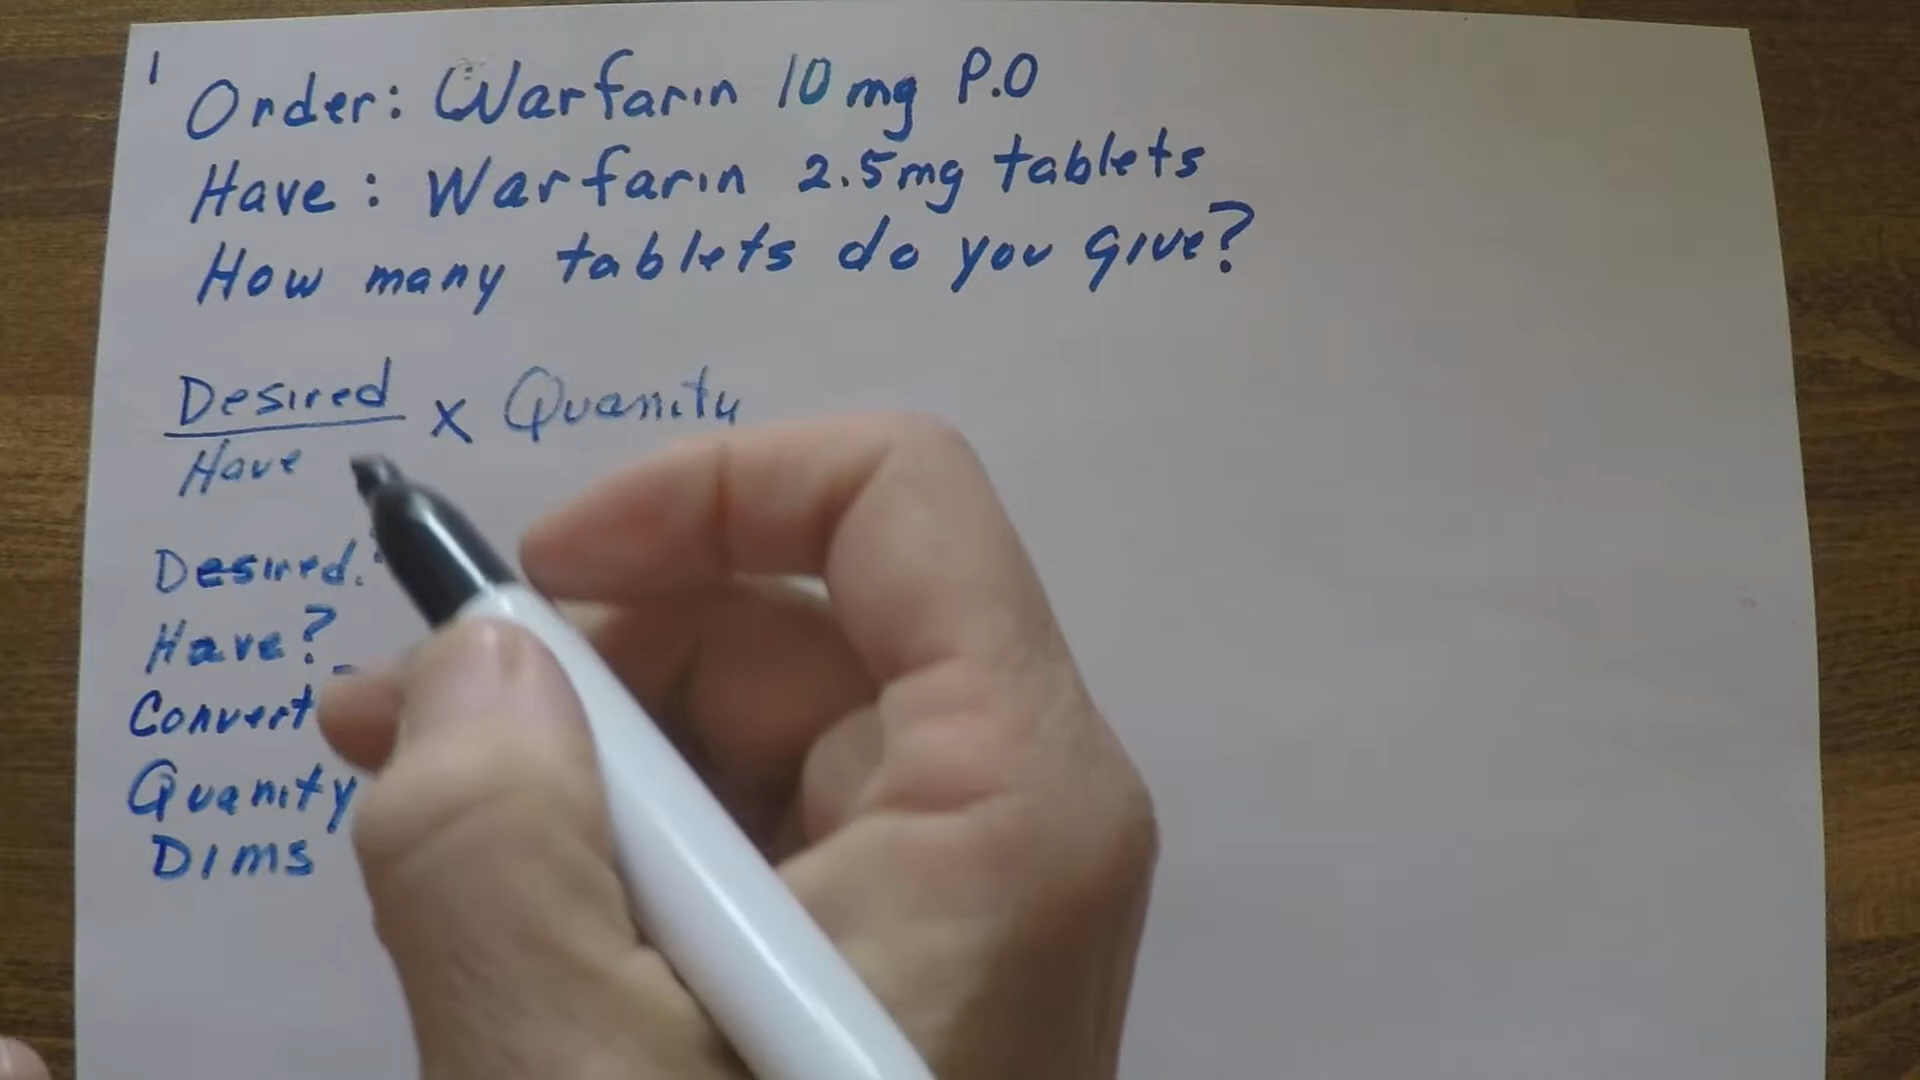 1
Order: Warfarin 10 mg P.O
Have: Warfarin 2.5mg tablets
How many tablets do you give?
Desired
Have
x Quanity
Desired?
Have?
Convert
Quanity
Dims